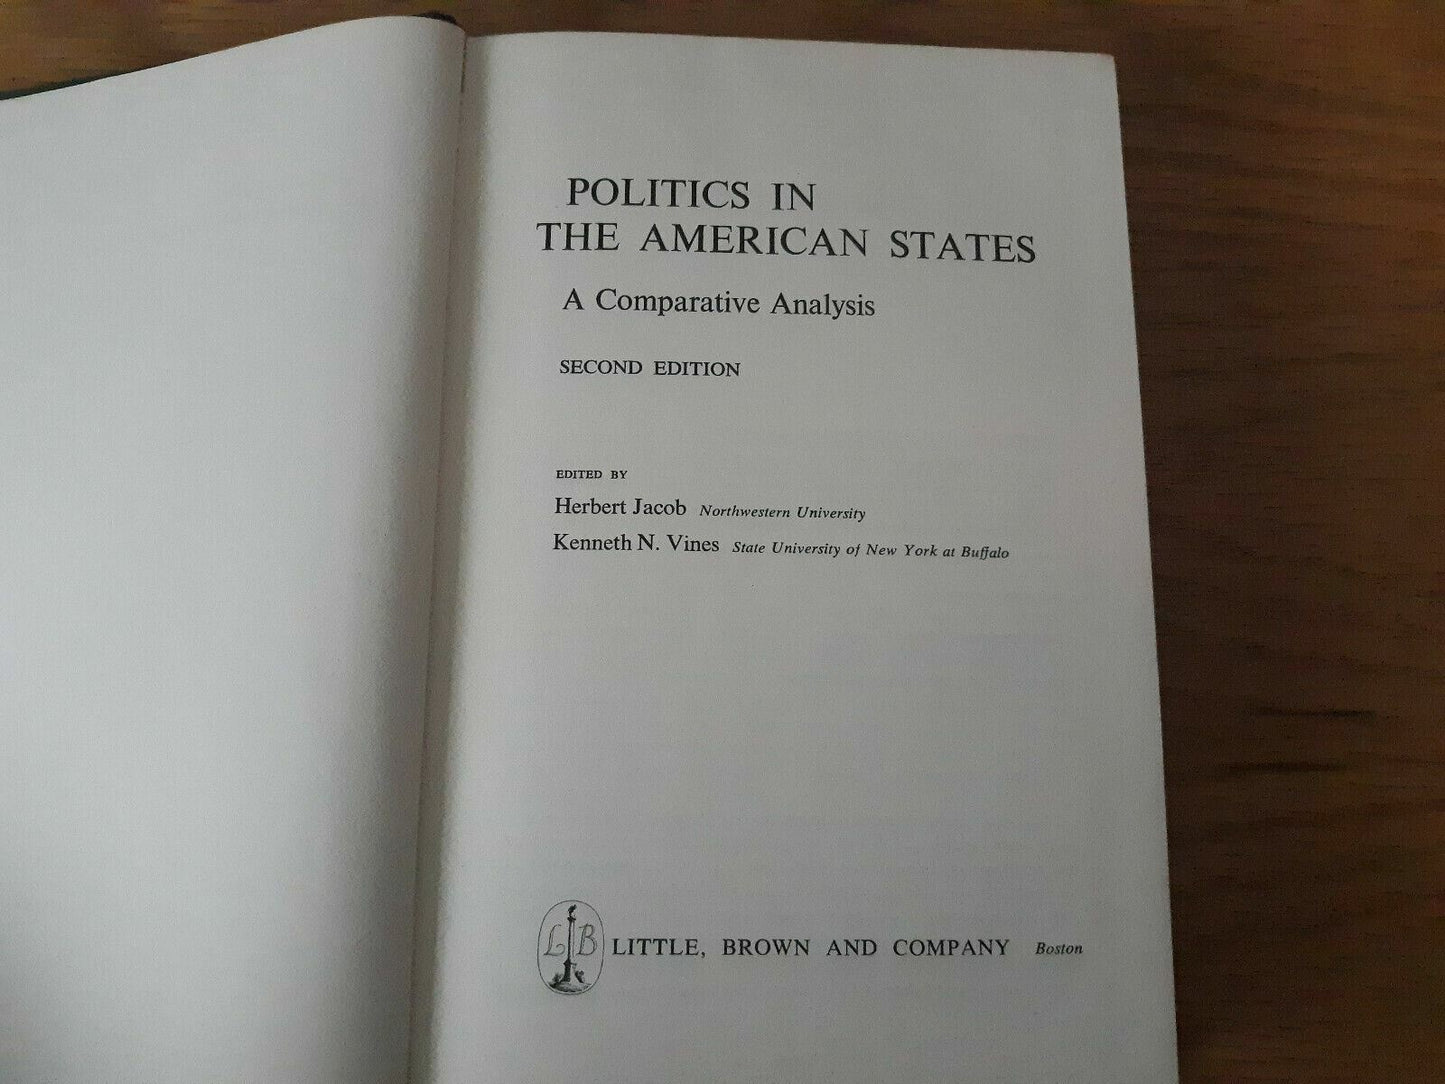 POLITICS IN
THE AMERICAN STATES
A Comparative Analysis
SECOND EDITION
EDITED BY
Herbert Jacob Northwestern University
Kenneth N. Vines State University of New York at Buffalo
L B LITTLE, BROWN AND COMPANY Boston